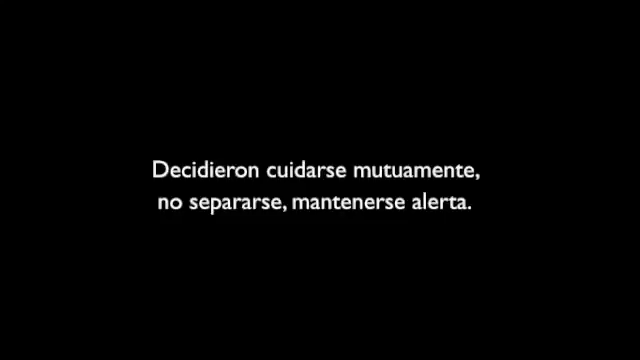 Decidieron cuidarse mutuamente,
no separarse, mantenerse alerta.